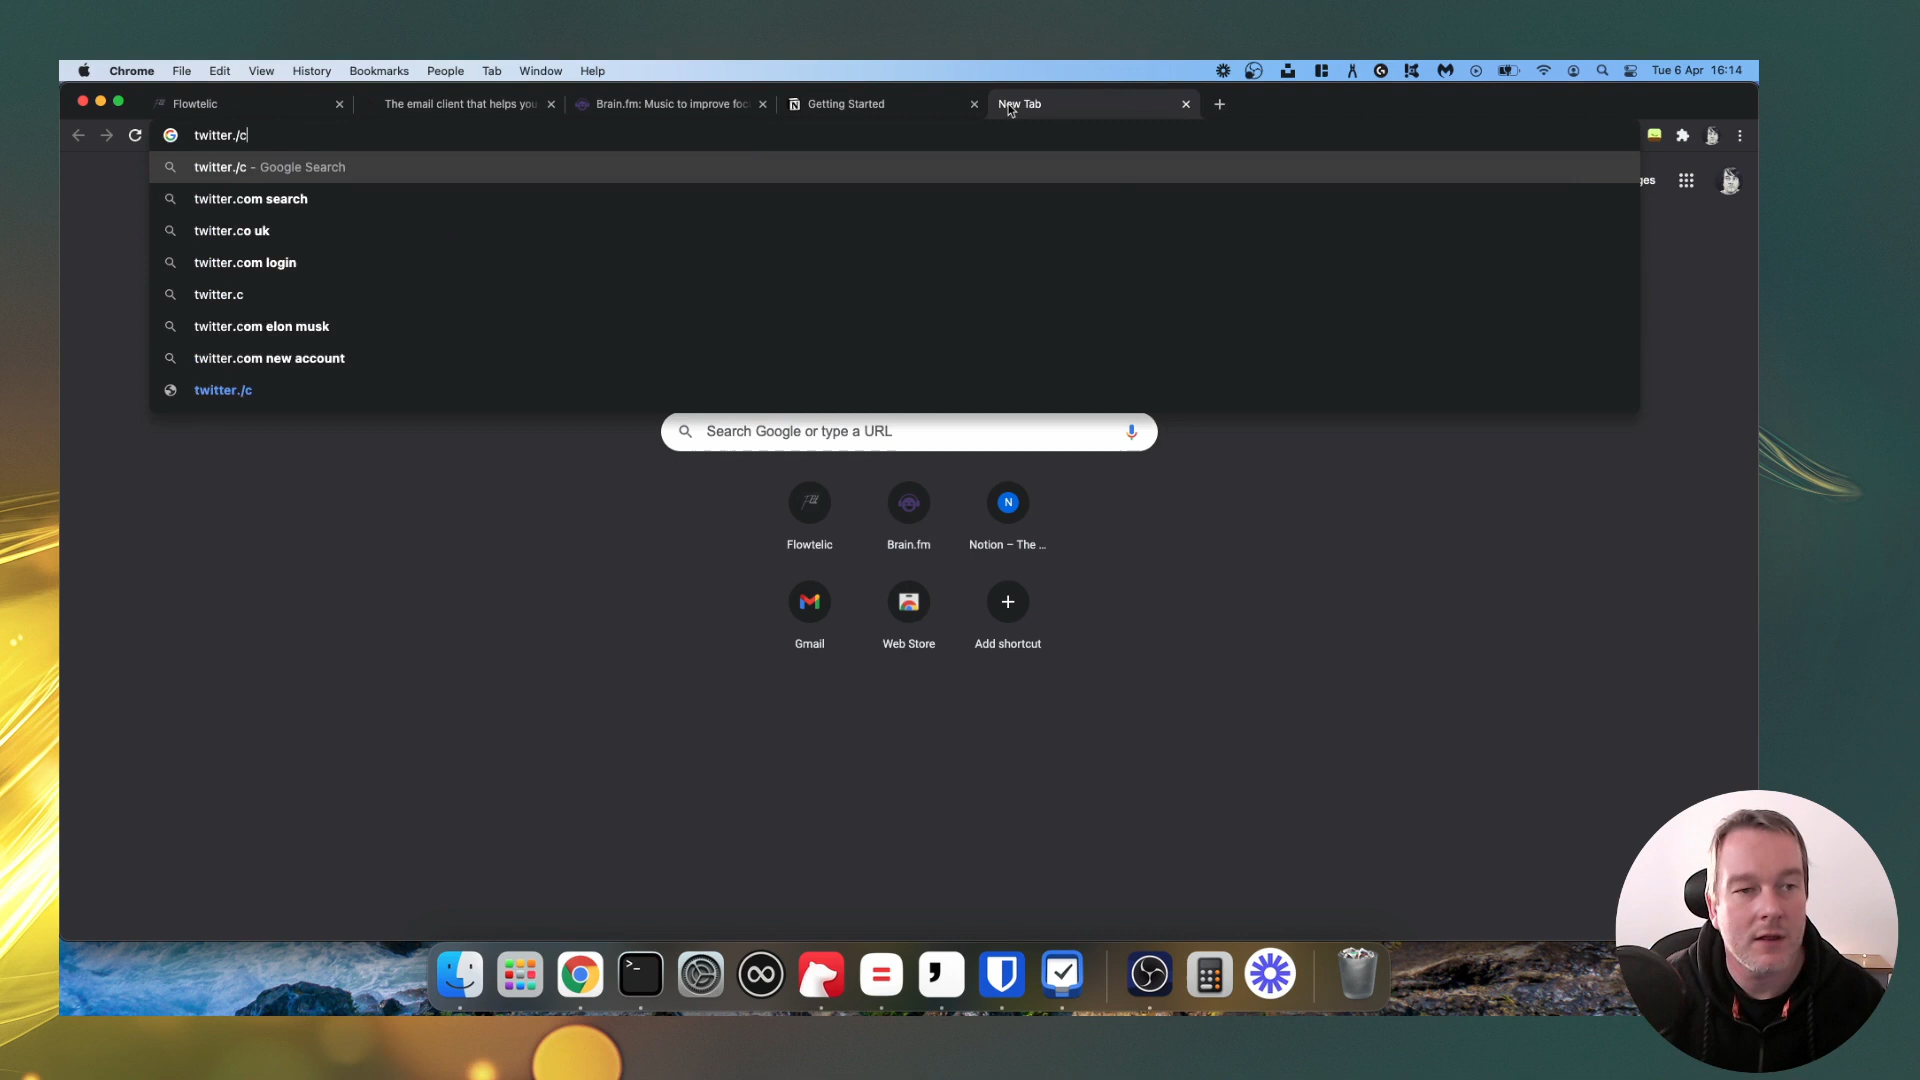 Chrome File Edit View History Bookmarks People Tab Window Help Tue 6 Apr 16:14
Flowtelic The email client that helps you Brain.fm: Music to improve foc Getting Started New Tab
twitter./c
twitter./c - Google Search
twitter.com search
twitter.co uk
twitter.com login
twitter.c
twitter.com elon musk
twitter.com new account
twitter./c
Search Google or type a URL
Flowtelic Brain.fm Notion – The ...
Gmail Web Store Add shortcut